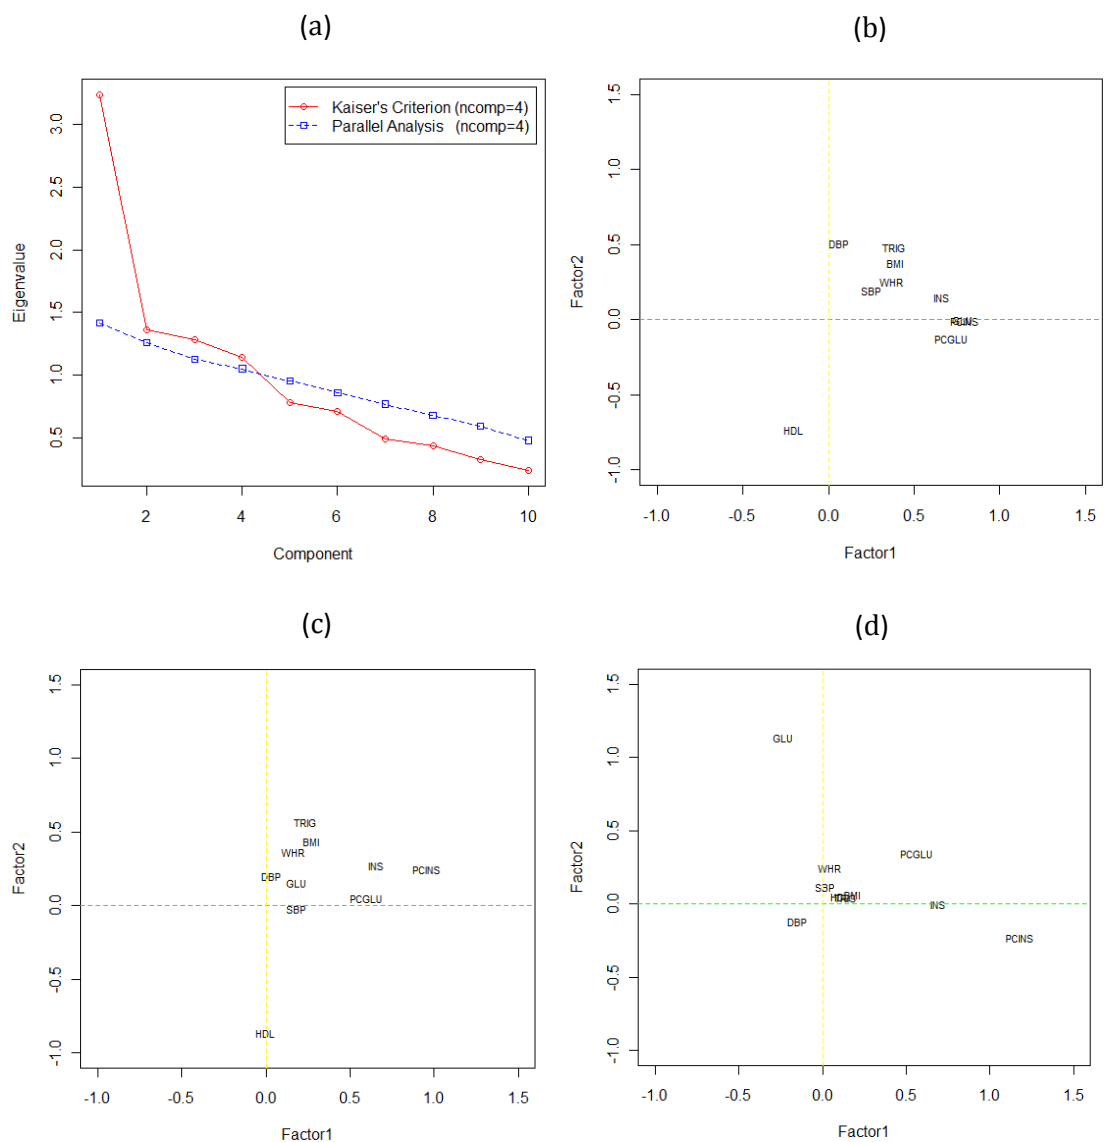 (a)
Kaiser's Criterion (ncomp=4)
Parallel Analysis (ncomp=4)
Eigenvalue
3.0
2.5
2.0
1.5
1.0
0.5
2 4 6 8 10
Component
(b)
Factor2
1.5
1.0
0.5
0.0
-0.5
-1.0
DBP
TRIG
BMI
WHR
SBP
INS
GLU
PCINS
PCGLU
HDL
-1.0 -0.5 0.0 0.5 1.0 1.5
Factor1
(c)
Factor2
1.5
1.0
0.5
0.0
-0.5
-1.0
TRIG
BMI
WHR
INS
PCINS
DBP
GLU
PCGLU
SBP
HDL
-1.0 -0.5 0.0 0.5 1.0 1.5
Factor1
(d)
Factor2
1.5
1.0
0.5
0.0
-0.5
-1.0
GLU
PCGLU
WHR
SBP
BMI
INS
DBP
PCINS
-1.0 -0.5 0.0 0.5 1.0 1.5
Factor1